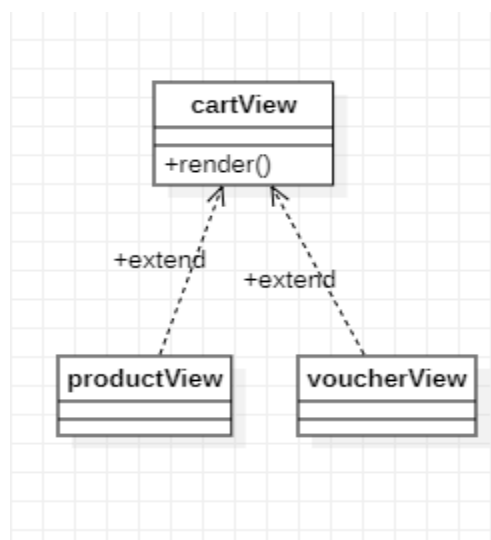 cartView
+render()
+extend
+extend
productView
voucherView